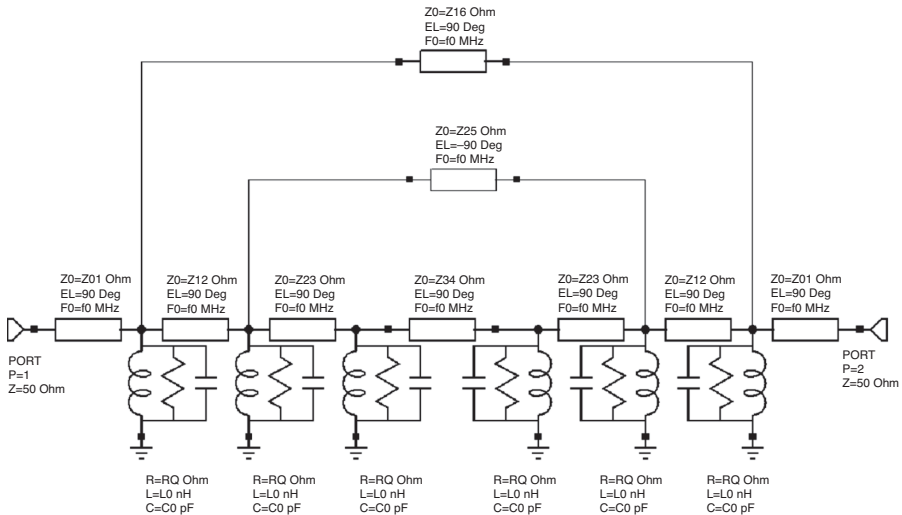 Z0=Z16 Ohm
EL=90 Deg
F0=f0 MHz
Z0=Z25 Ohm
EL=–90 Deg
F0=f0 MHz
Z0=Z01 Ohm
EL=90 Deg
F0=f0 MHz
Z0=Z12 Ohm
EL=90 Deg
F0=f0 MHz
Z0=Z23 Ohm
EL=90 Deg
F0=f0 MHz
Z0=Z34 Ohm
EL=90 Deg
F0=f0 MHz
Z0=Z23 Ohm
EL=90 Deg
F0=f0 MHz
Z0=Z12 Ohm
EL=90 Deg
F0=f0 MHz
Z0=Z01 Ohm
EL=90 Deg
F0=f0 MHz
PORT
P=1
Z=50 Ohm
PORT
P=2
Z=50 Ohm
R=RQ Ohm
L=L0 nH
C=C0 pF
R=RQ Ohm
L=L0 nH
C=C0 pF
R=RQ Ohm
L=L0 nH
C=C0 pF
R=RQ Ohm
L=L0 nH
C=C0 pF
R=RQ Ohm
L=L0 nH
C=C0 pF
R=RQ Ohm
L=L0 nH
C=C0 pF